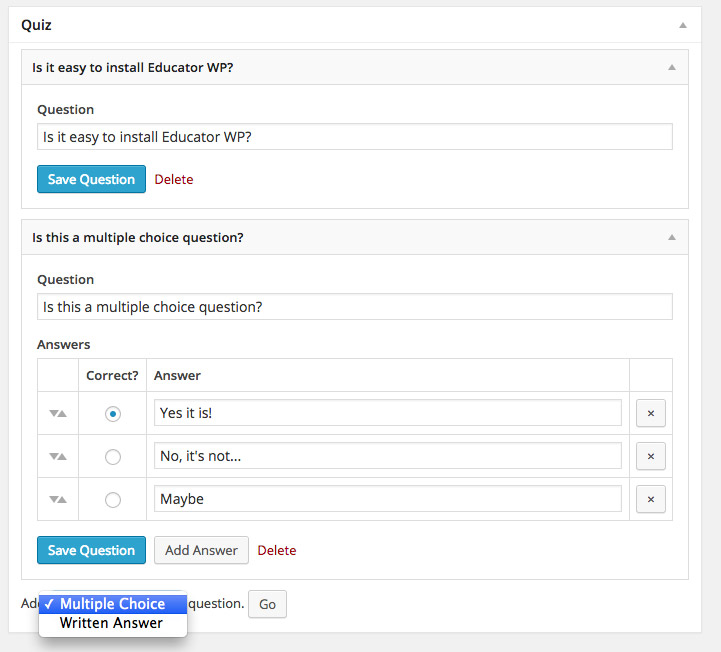 Quiz
Is it easy to install Educator WP?
Question
Is it easy to install Educator WP?
Save Question Delete
Is this a multiple choice question?
Question
Is this a multiple choice question?
Answers
Correct? Answer
Yes it is! ×
No, it's not... ×
Maybe ×
Save Question Add Answer Delete
Ad ✓ Multiple Choice question. Go
Written Answer